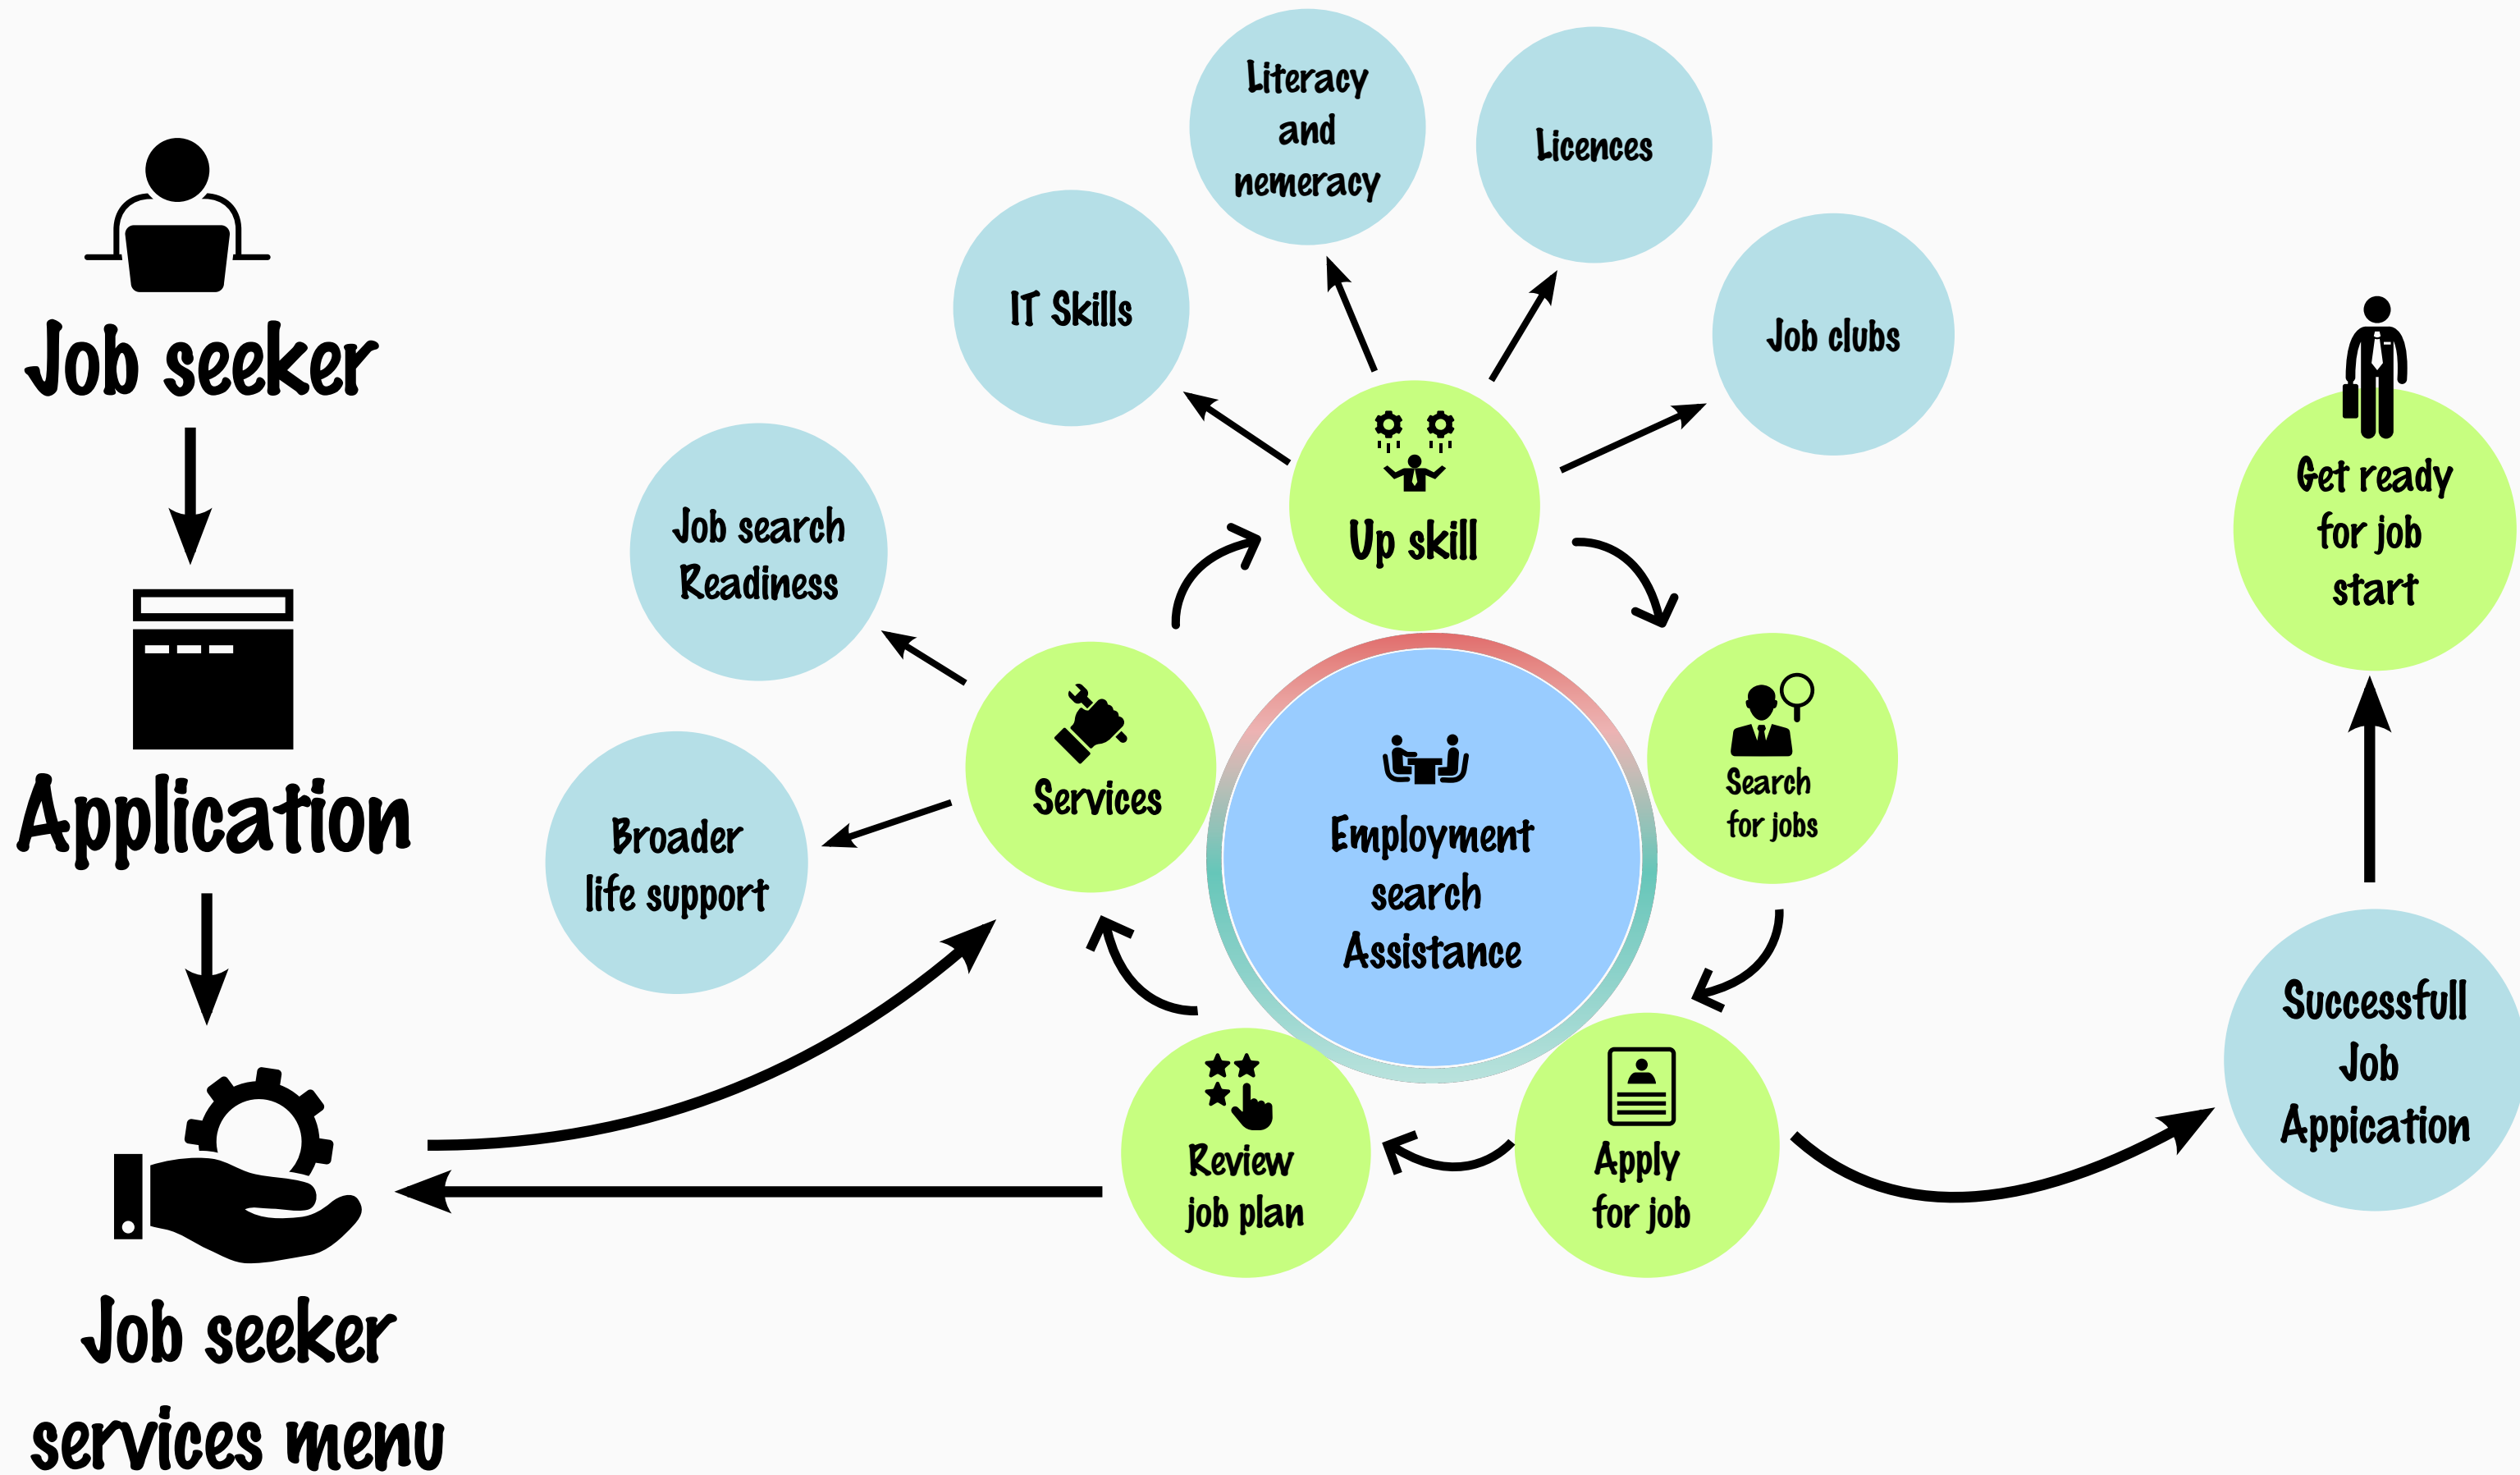 Job seeker
Application
Job seeker
services menu
Literacy
and
nemeracy
Licences
IT Skills
Job clubs
Job search
Readiness
Broader
life support
Up skill
Services
Search
for jobs
Employment
search
Assistance
Review
job plan
Apply
for job
Get ready
for job
start
Successfull
Job
Appication